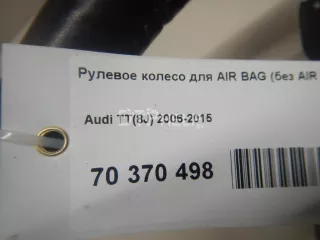 Рулевое колесо для AIR BAG (без AIR
Audi TT(8J) 2006-2015
70 370 498